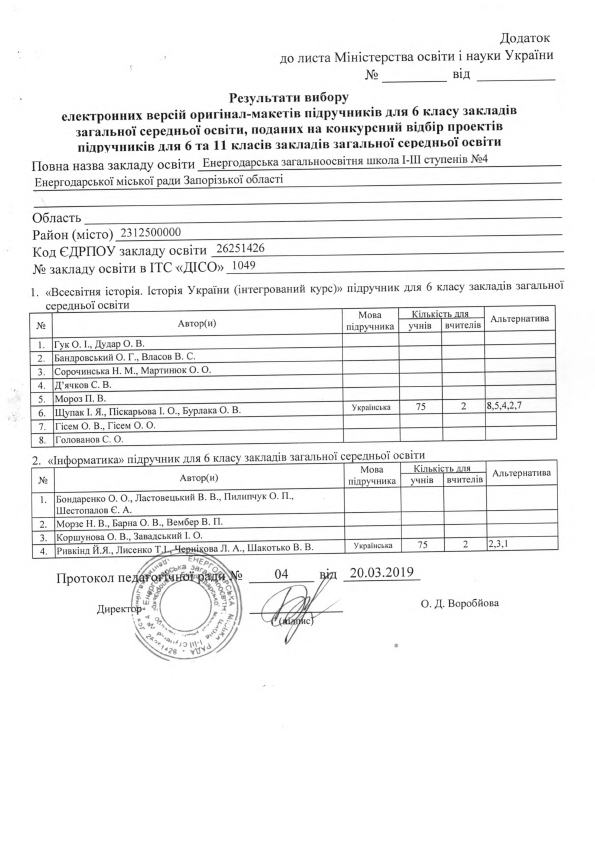 Додаток
до листа Міністерства освіти і науки України
№ ________ від ________
Результати вибору
електронних версій оригінал-макетів підручників для 6 класу закладів
загальної середньої освіти, поданих на конкурсний відбір проектів
підручників для 6 та 11 класів закладів загальної середньої освіти
Повна назва закладу освіти Енергодарська загальноосвітня школа І-ІІІ ступенів №4
Енергодарської міської ради Запорізької області
Область
Район (місто) 2312500000
Код ЄДРПОУ закладу освіти 26251426
№ закладу освіти в ІТС «ДІСО» 1049
1. «Всесвітня історія. Історія України (інтегрований курс)» підручник для 6 класу закладів загальної
середньої освіти
№ Автор(и) Мова підручника Кількість для учнів вчителів Альтернатива
1. Гук О. І., Дудар О. В.
2. Бандровський О. Г., Власов В. С.
3. Сорочинська Н. М., Мартинюк О. О.
4. Д'ячков С. В.
5. Мороз П. В.
6. Щупак І. Я., Піскарьова І. О., Бурлака О. В. Українська 75 2 8,5,4,2,7
7. Гісем О. В., Гісем О. О.
8. Голованов С. О.
2. «Інформатика» підручник для 6 класу закладів загальної середньої освіти
№ Автор(и) Мова підручника Кількість для учнів вчителів Альтернатива
1. Бондаренко О. О., Ластовецький В. В., Пилипчук О. П.,
Шестопалов Є. А.
2. Морзе Н. В., Барна О. В., Вембер В. П.
3. Коршунова О. В., Завадський І. О.
4. Ривкінд Й.Я., Лисенко Т.І., Чернікова Л. А., Шакотько В. В. Українська 75 2 2,3,1
Протокол педагогічної ради № 04 від 20.03.2019
Директор О. Д. Воробйова
(підпис)